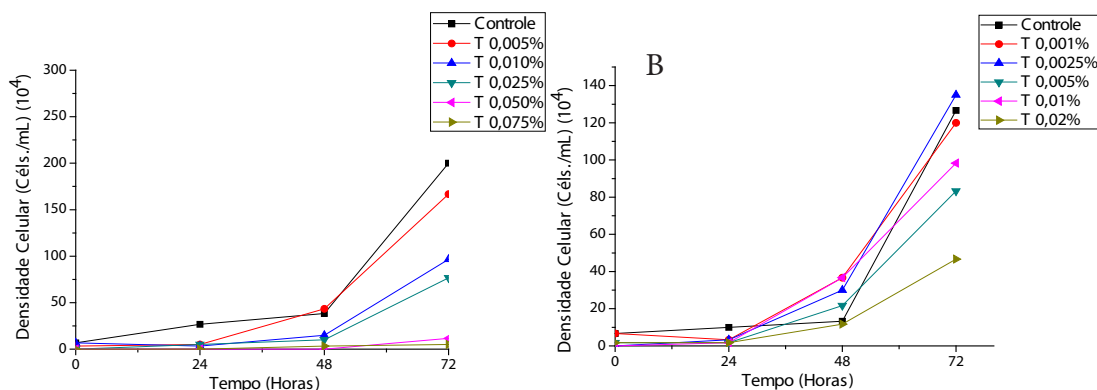 Controle
T 0,005%
T 0,010%
T 0,025%
T 0,050%
T 0,075%
300
250
200
150
100
50
0
Densidade Celular (Céls./mL) (10⁴)
0 24 48 72
Tempo (Horas)
B
Controle
T 0,001%
T 0,0025%
T 0,005%
T 0,01%
T 0,02%
140
120
100
80
60
40
20
0
Densidade Celular (Céls./mL) (10⁴)
0 24 48 72
Tempo (Horas)